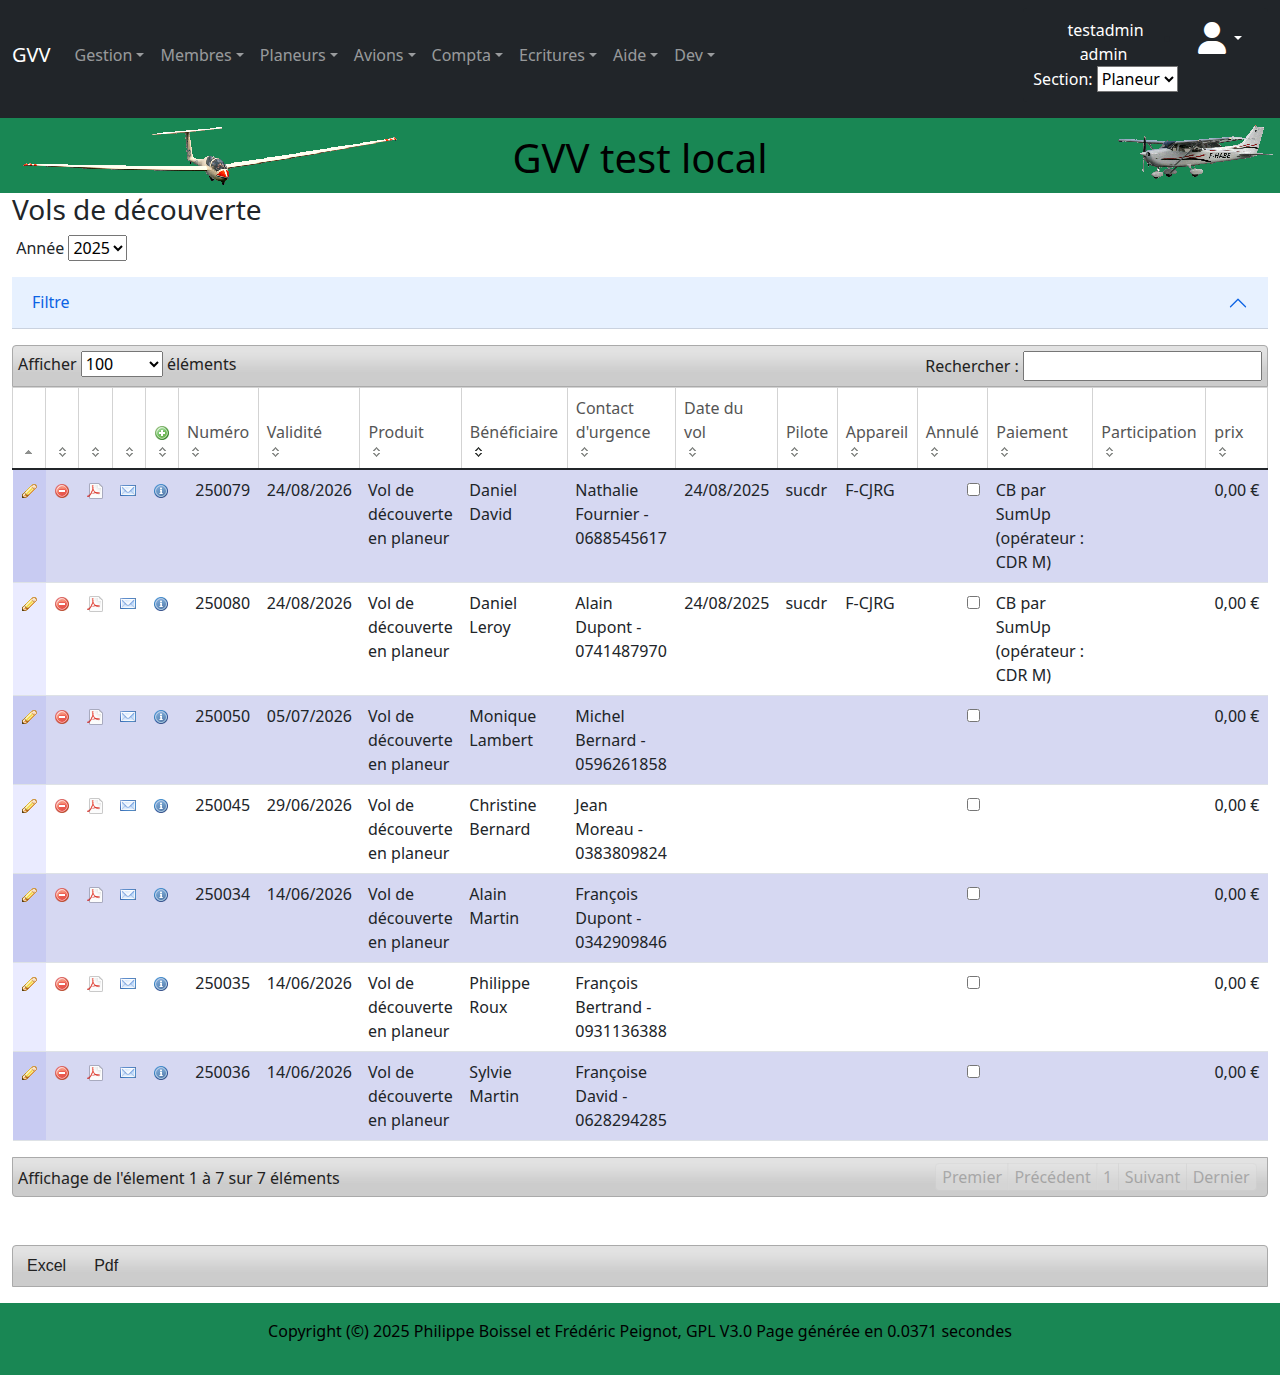 GVV Gestion Membres Planeurs Avions Compta Ecritures Aide Dev
testadmin
admin
Section: Planeur
GVV test local
F-HABE
Vols de découverte
Année 2025
Filtre
Afficher 100 éléments Rechercher :
Numéro Validité Produit Bénéficiaire Contact d'urgence Date du vol Pilote Appareil Annulé Paiement Participation prix
250079 24/08/2026 Vol de découverte en planeur Daniel David Nathalie Fournier - 0688545617 24/08/2025 sucdr F-CJRG CB par SumUp (opérateur : CDR M) 0,00 €
250080 24/08/2026 Vol de découverte en planeur Daniel Leroy Alain Dupont - 0741487970 24/08/2025 sucdr F-CJRG CB par SumUp (opérateur : CDR M) 0,00 €
250050 05/07/2026 Vol de découverte en planeur Monique Lambert Michel Bernard - 0596261858 0,00 €
250045 29/06/2026 Vol de découverte en planeur Christine Bernard Jean Moreau - 0383809824 0,00 €
250034 14/06/2026 Vol de découverte en planeur Alain Martin François Dupont - 0342909846 0,00 €
250035 14/06/2026 Vol de découverte en planeur Philippe Roux François Bertrand - 0931136388 0,00 €
250036 14/06/2026 Vol de découverte en planeur Sylvie Martin Françoise David - 0628294285 0,00 €
Affichage de l'élement 1 à 7 sur 7 éléments Premier Précédent 1 Suivant Dernier
Excel Pdf
Copyright (©) 2025 Philippe Boissel et Frédéric Peignot, GPL V3.0 Page générée en 0.0371 secondes